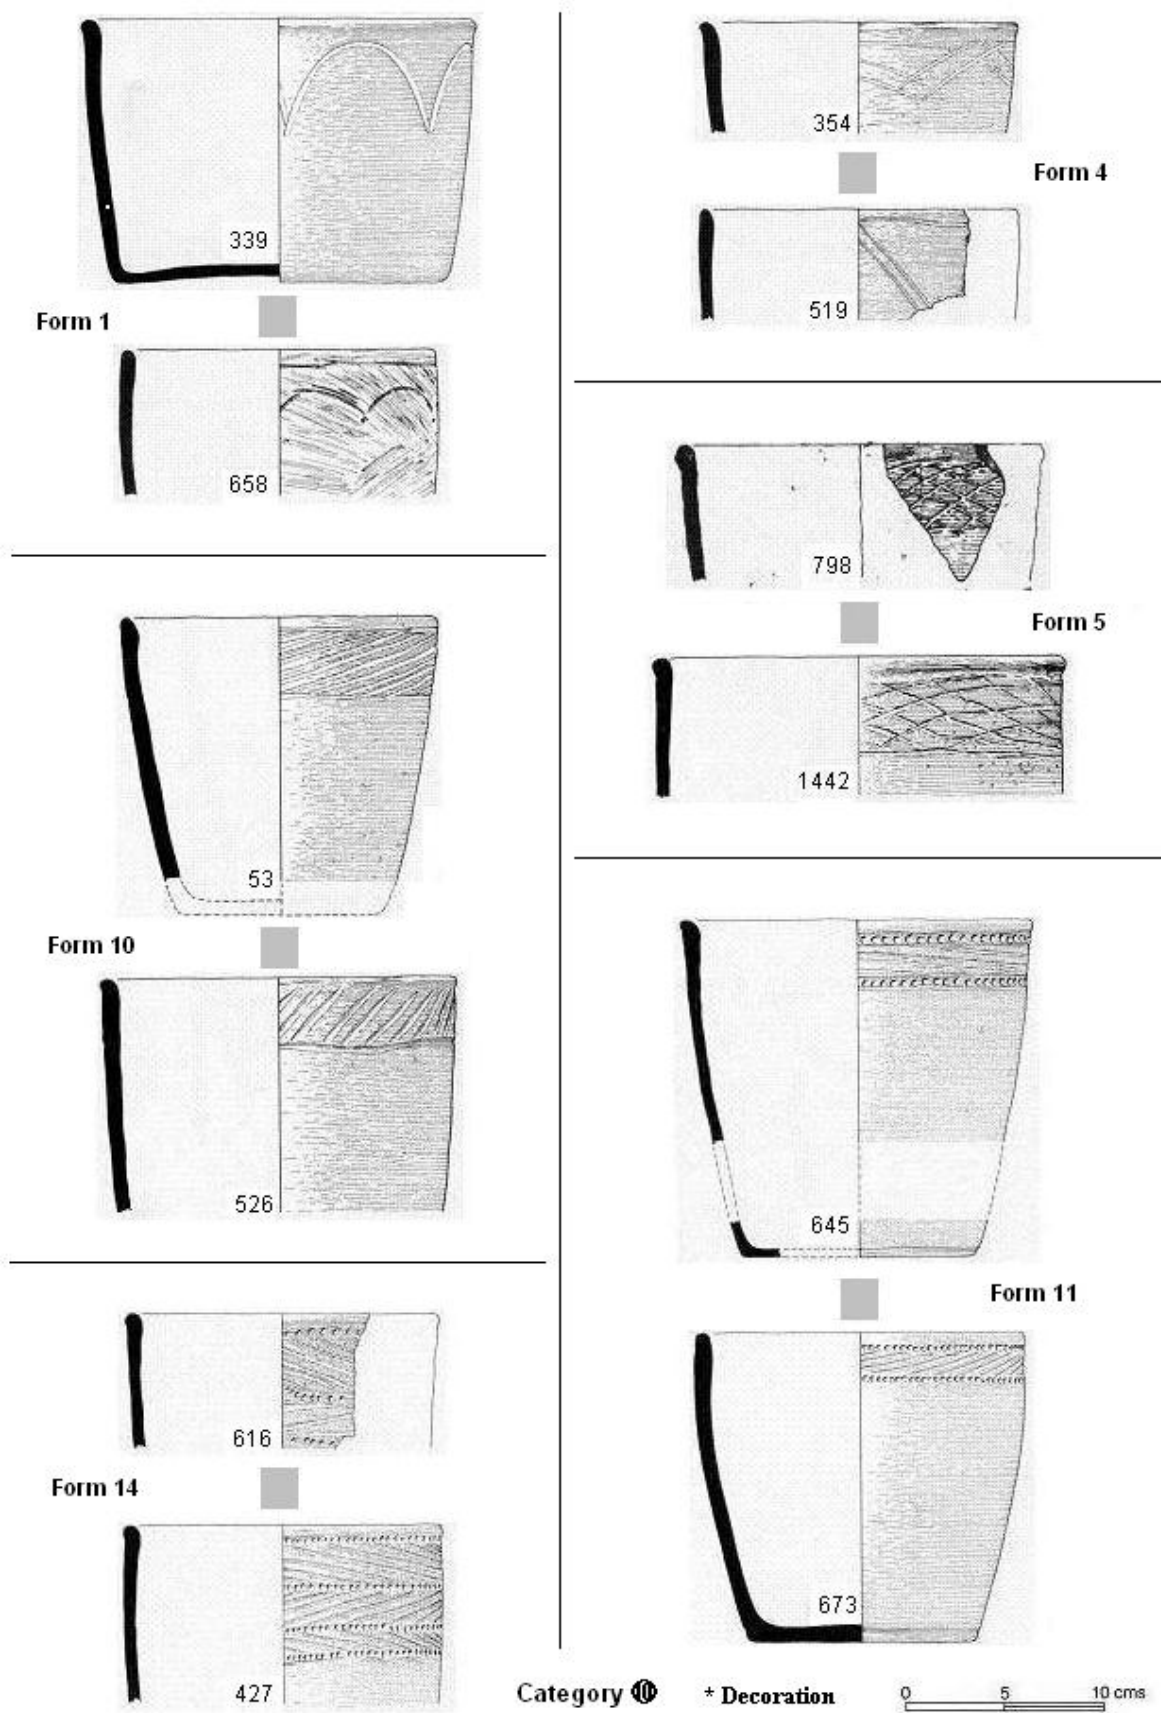 339
Form 1
658
53
Form 10
526
616
Form 14
427
354
Form 4
519
798
Form 5
1442
645
Form 11
673
Category 10 * Decoration 0 5 10 cms